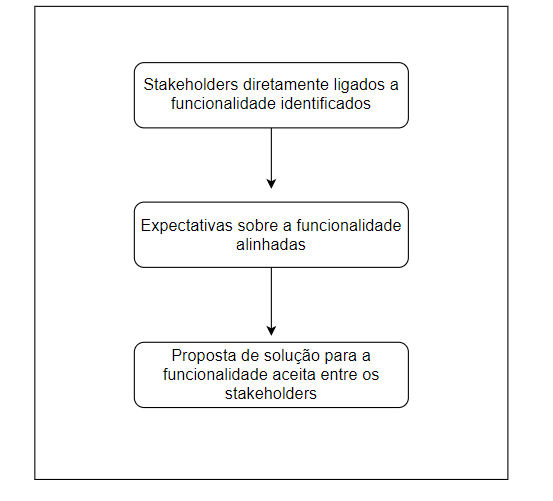 Stakeholders diretamente ligados a
funcionalidade identificados
Expectativas sobre a funcionalidade
alinhadas
Proposta de solução para a
funcionalidade aceita entre os
stakeholders